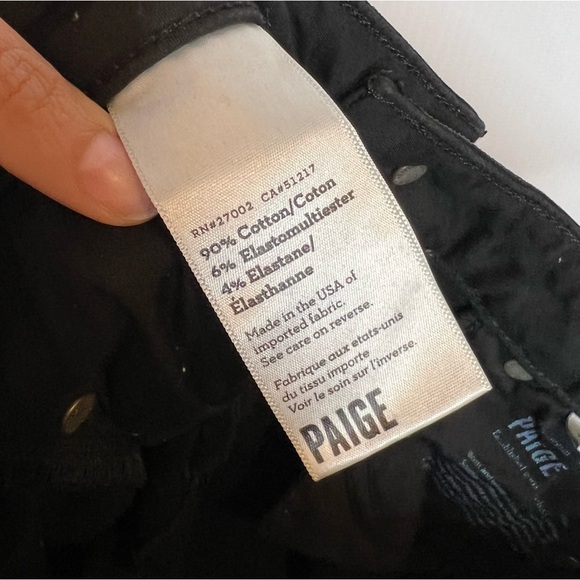 RN#27002 CA#51217
90% Cotton/Coton
6% Elastomultiester
4% Elastane/
Élasthanne
Made in the USA of
imported fabric.
See care on reverse.
Fabrique aux etats-unis
du tissu importe
Voir le soin sur l'inverse.
PAIGE
PAIGE